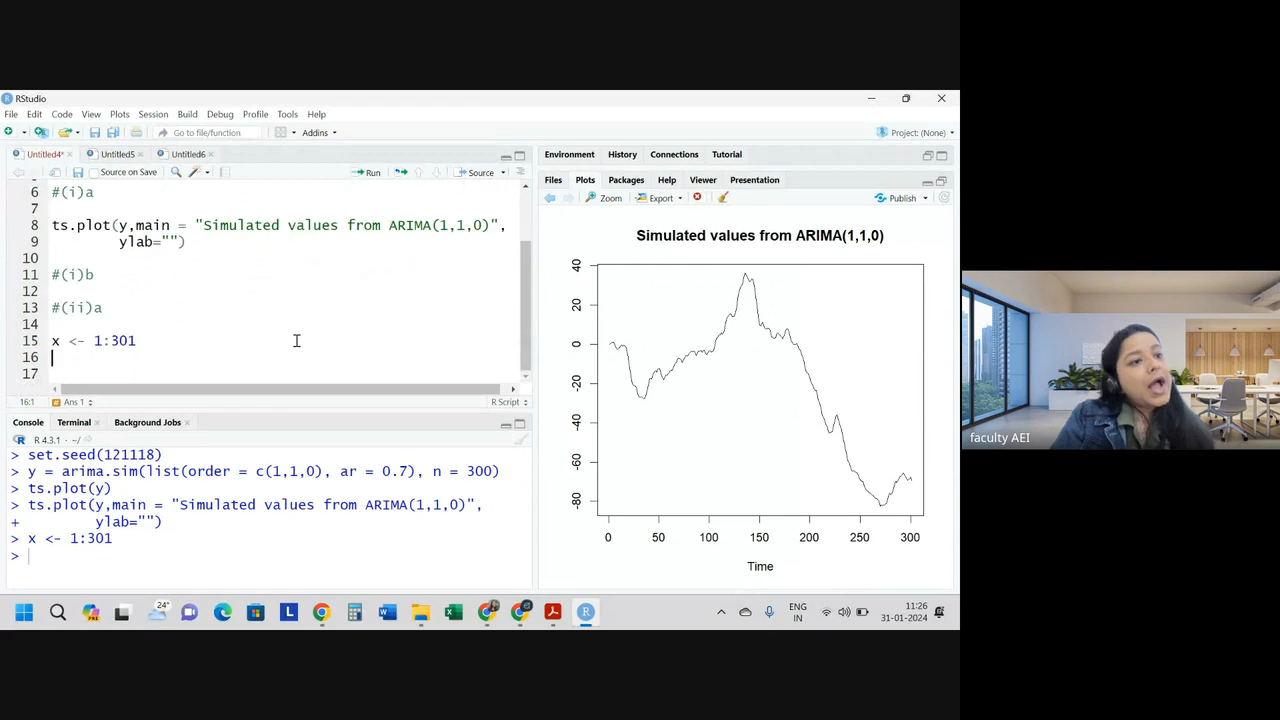 RStudio
File Edit Code View Plots Session Build Debug Profile Tools Help
Go to file/function Addins Project: (None)
Untitled4* Untitled5 Untitled6
Source on Save Run Source
6 #(i)a
7
8 ts.plot(y,main = "Simulated values from ARIMA(1,1,0)",
9 ylab="")
10
11 #(i)b
12
13 #(ii)a
14
15 x <- 1:301
16
17
16:1 Ans 1 R Script
Console Terminal Background Jobs
R 4.3.1 · ~/
> set.seed(121118)
> y = arima.sim(list(order = c(1,1,0), ar = 0.7), n = 300)
> ts.plot(y)
> ts.plot(y,main = "Simulated values from ARIMA(1,1,0)",
+ ylab="")
> x <- 1:301
>
Environment History Connections Tutorial
Files Plots Packages Help Viewer Presentation
Zoom Export Publish
Simulated values from ARIMA(1,1,0)
40
20
0
-20
-40
-60
-80
0 50 100 150 200 250 300
Time
faculty AEI
24°
ENG
IN
11:26
31-01-2024